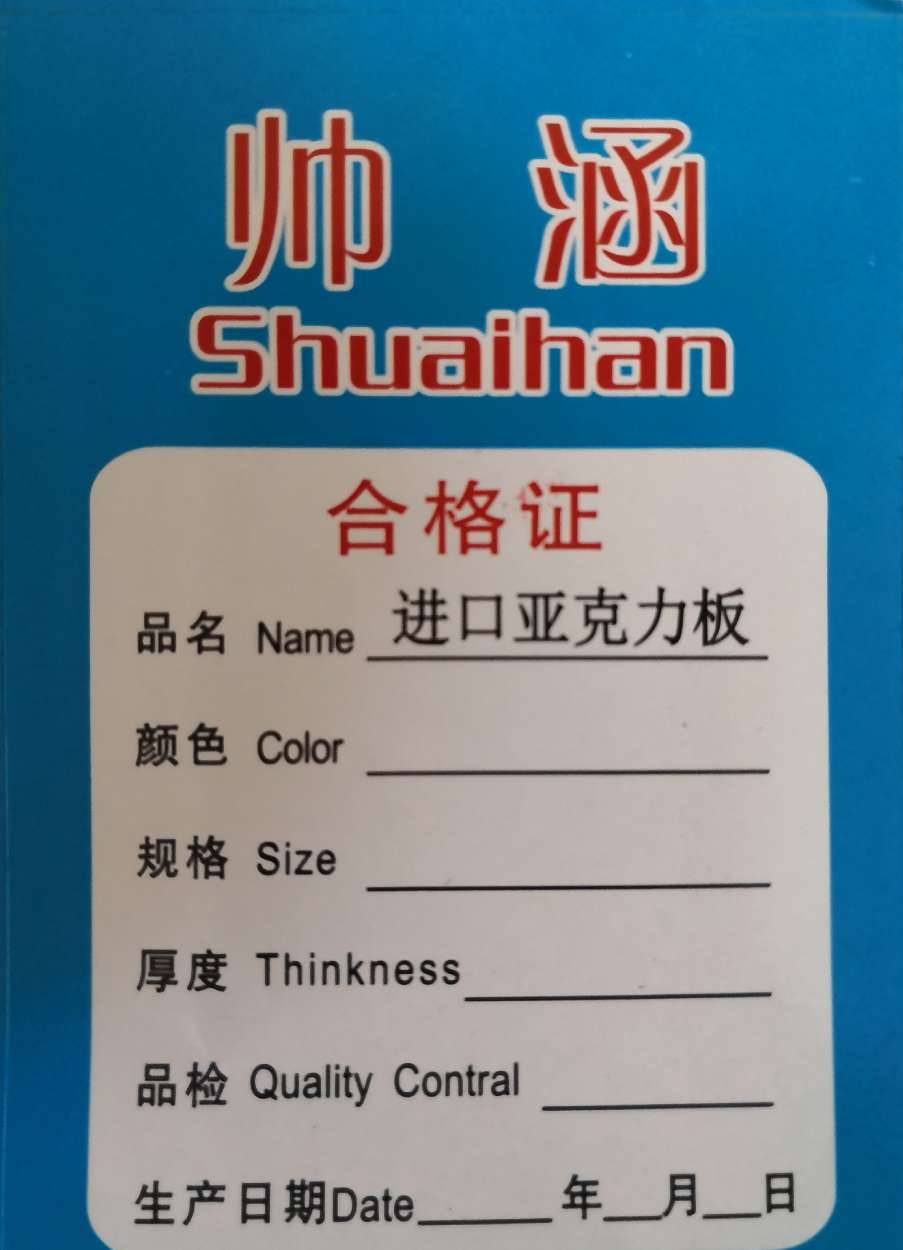 帅涵
Shuaihan
合格证
品名 Name 进口亚克力板
颜色 Color
规格 Size
厚度 Thinkness
品检 Quality Contral
生产日期Date 年 月 日